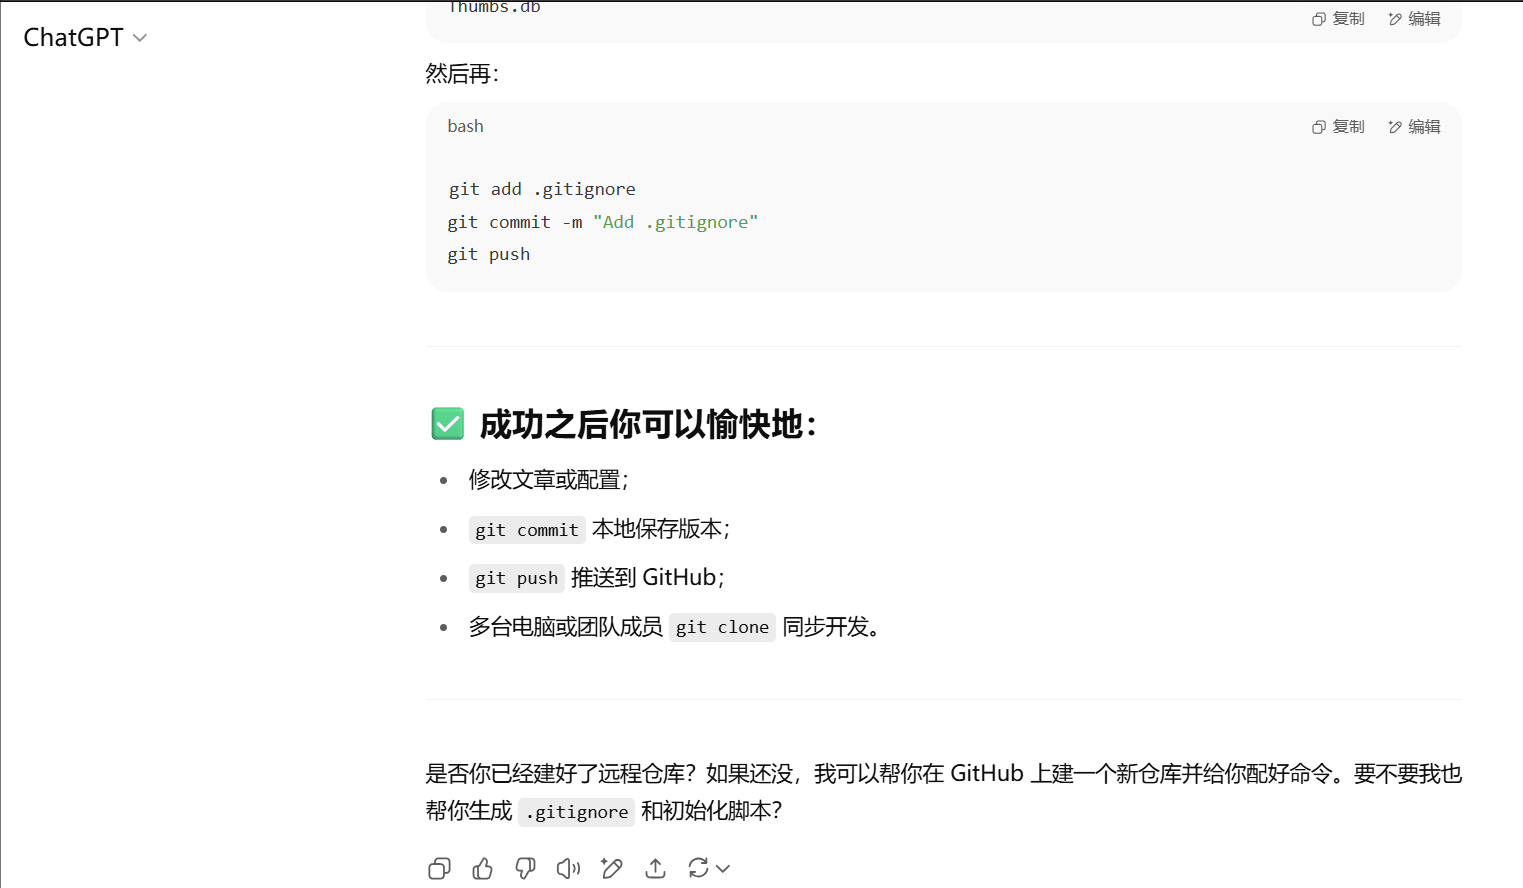 Thumbs.db
复制 编辑
ChatGPT
然后再：
bash 复制 编辑
git add .gitignore
git commit -m "Add .gitignore"
git push
✅ 成功之后你可以愉快地：
• 修改文章或配置；
• git commit 本地保存版本；
• git push 推送到 GitHub；
• 多台电脑或团队成员 git clone 同步开发。
是否你已经建好了远程仓库？如果还没，我可以帮你在 GitHub 上建一个新仓库并给你配好命令。要不要我也
帮你生成 .gitignore 和初始化脚本？